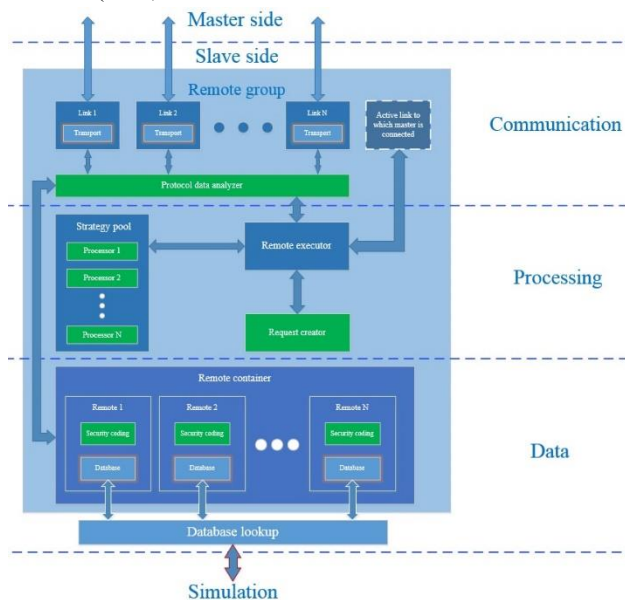 Master side
Slave side
Remote group
Link 1
Transport
Link 2
Transport
Link N
Transport
Active link to
which master is
connected
Communication
Protocol data analyzer
Strategy pool
Processor 1
Processor 2
Processor N
Remote executor
Request creator
Processing
Remote container
Remote 1
Security coding
Database
Remote 2
Security coding
Database
Remote N
Security coding
Database
Data
Database lookup
Simulation